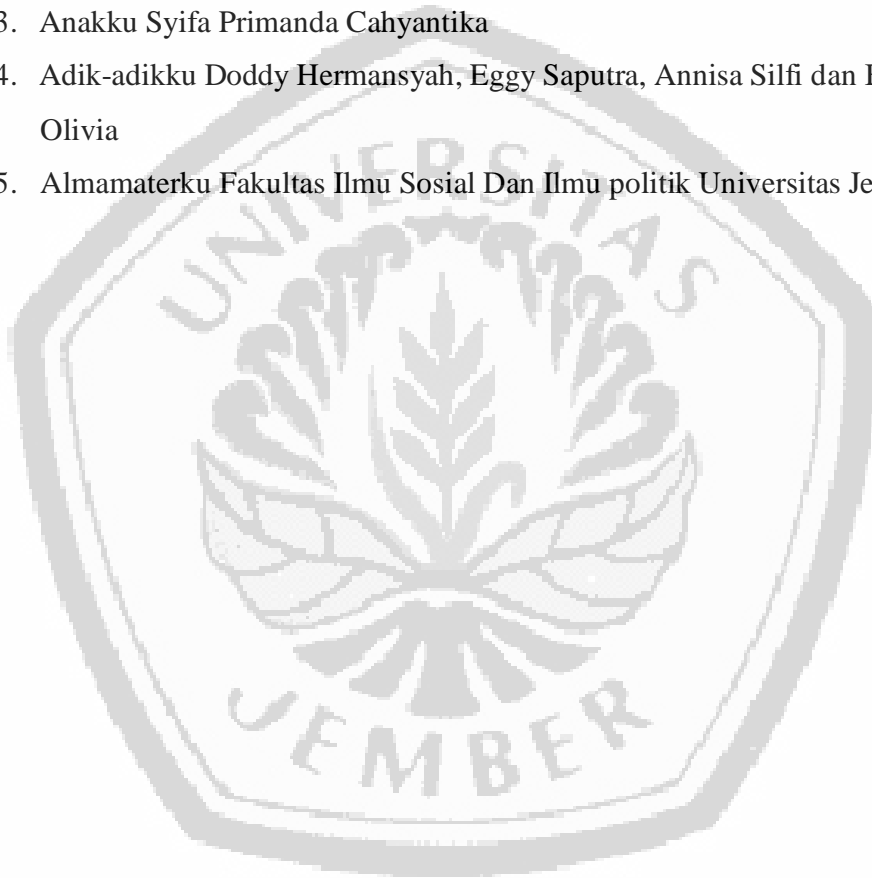 3. Anakku Syifa Primanda Cahyantika
4. Adik-adikku Doddy Hermansyah, Eggy Saputra, Annisa Silfi dan
Olivia
5. Almamaterku Fakultas Ilmu Sosial Dan Ilmu politik Universitas
UNIVERSITAS
JEMBER